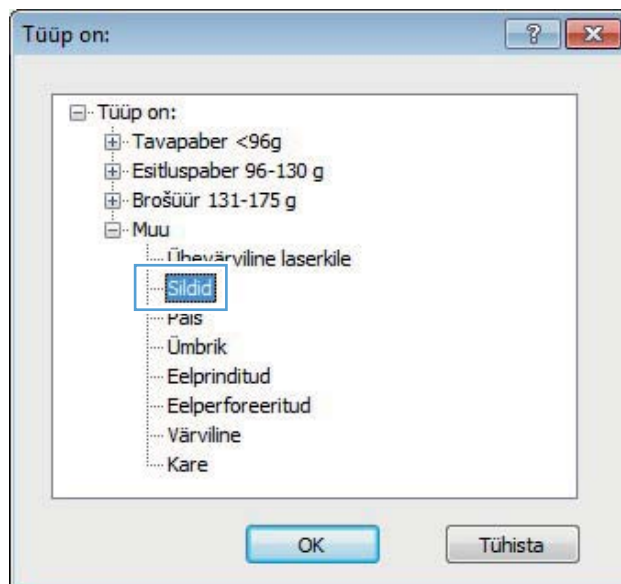 Tüüp on:
Tüüp on:
Tavapaber <96g
Esitluspaber 96-130 g
Brošüür 131-175 g
Muu
Ühevärviline laserkile
Sildid
Päis
Ümbrik
Eelprinditud
Eelperforeeritud
Värviline
Kare
OK Tühista